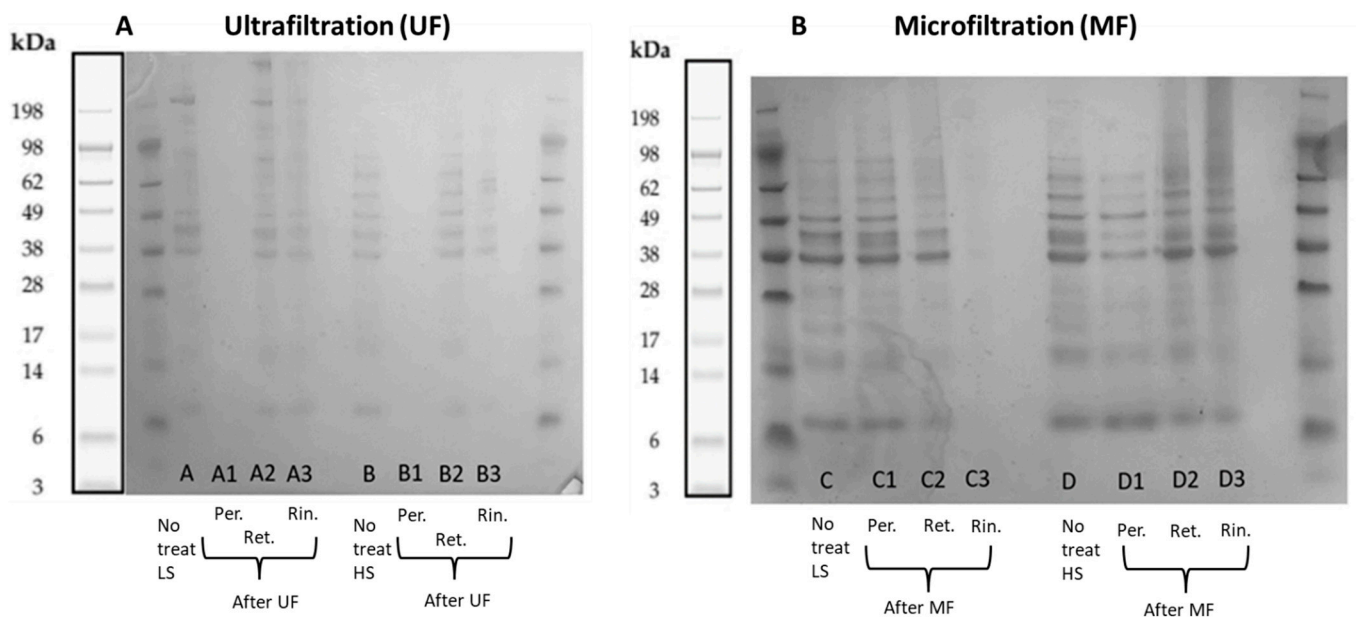 A Ultrafiltration (UF)
kDa
198
98
62
49
38
28
17
14
6
3
A A1 A2 A3 B B1 B2 B3
No treat LS
Per.
Ret.
Rin.
After UF
No treat HS
Per.
Ret.
Rin.
After UF
B Microfiltration (MF)
kDa
198
98
62
49
38
28
17
14
6
3
C C1 C2 C3 D D1 D2 D3
No treat LS
Per.
Ret.
Rin.
After MF
No treat HS
Per.
Ret.
Rin.
After MF